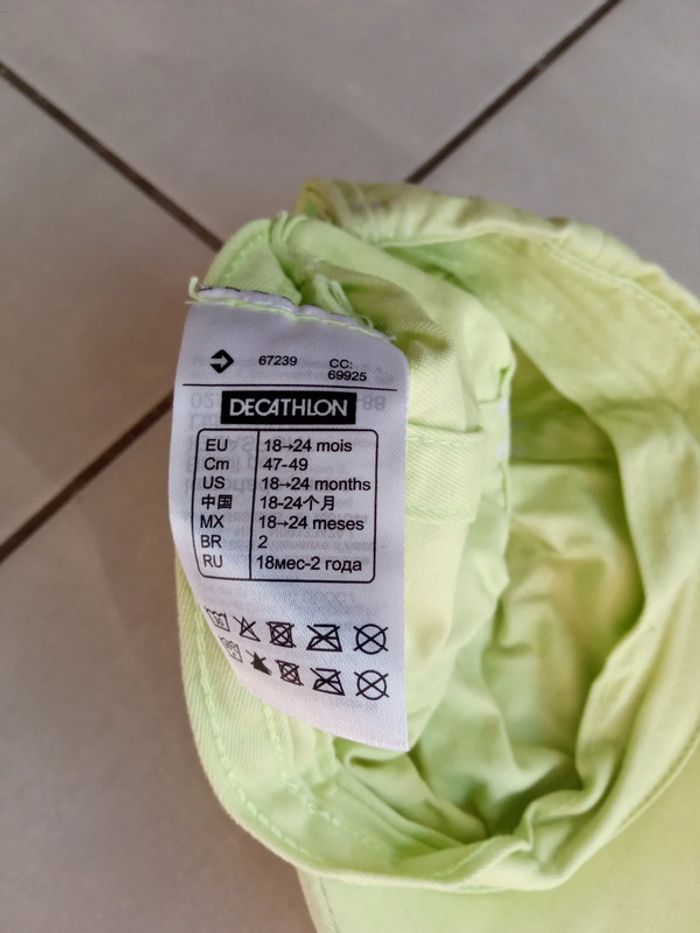 67239 CC:
69925
DECATHLON
EU 18→24 mois
Cm 47-49
US 18→24 months
中国 18-24个月
MX 18→24 meses
BR 2
RU 18мес-2 года